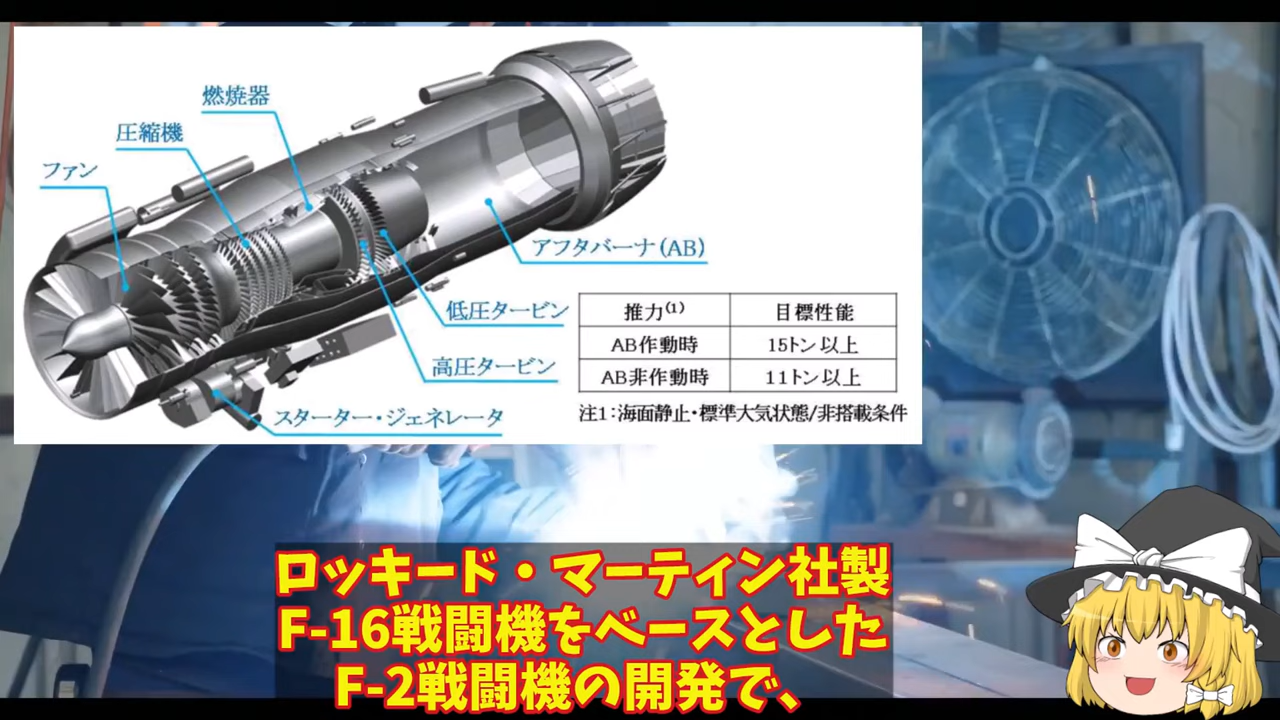 燃焼器
圧縮機
ファン
アフタバーナ(AB)
低圧タービン
高圧タービン
スターター・ジェネレータ
推力(1) 目標性能
AB作動時 15トン以上
AB非作動時 11トン以上
注1:海面静止・標準大気状態/非搭載条件
ロッキード・マーティン社製
F-16戦闘機をベースとした
F-2戦闘機の開発で、